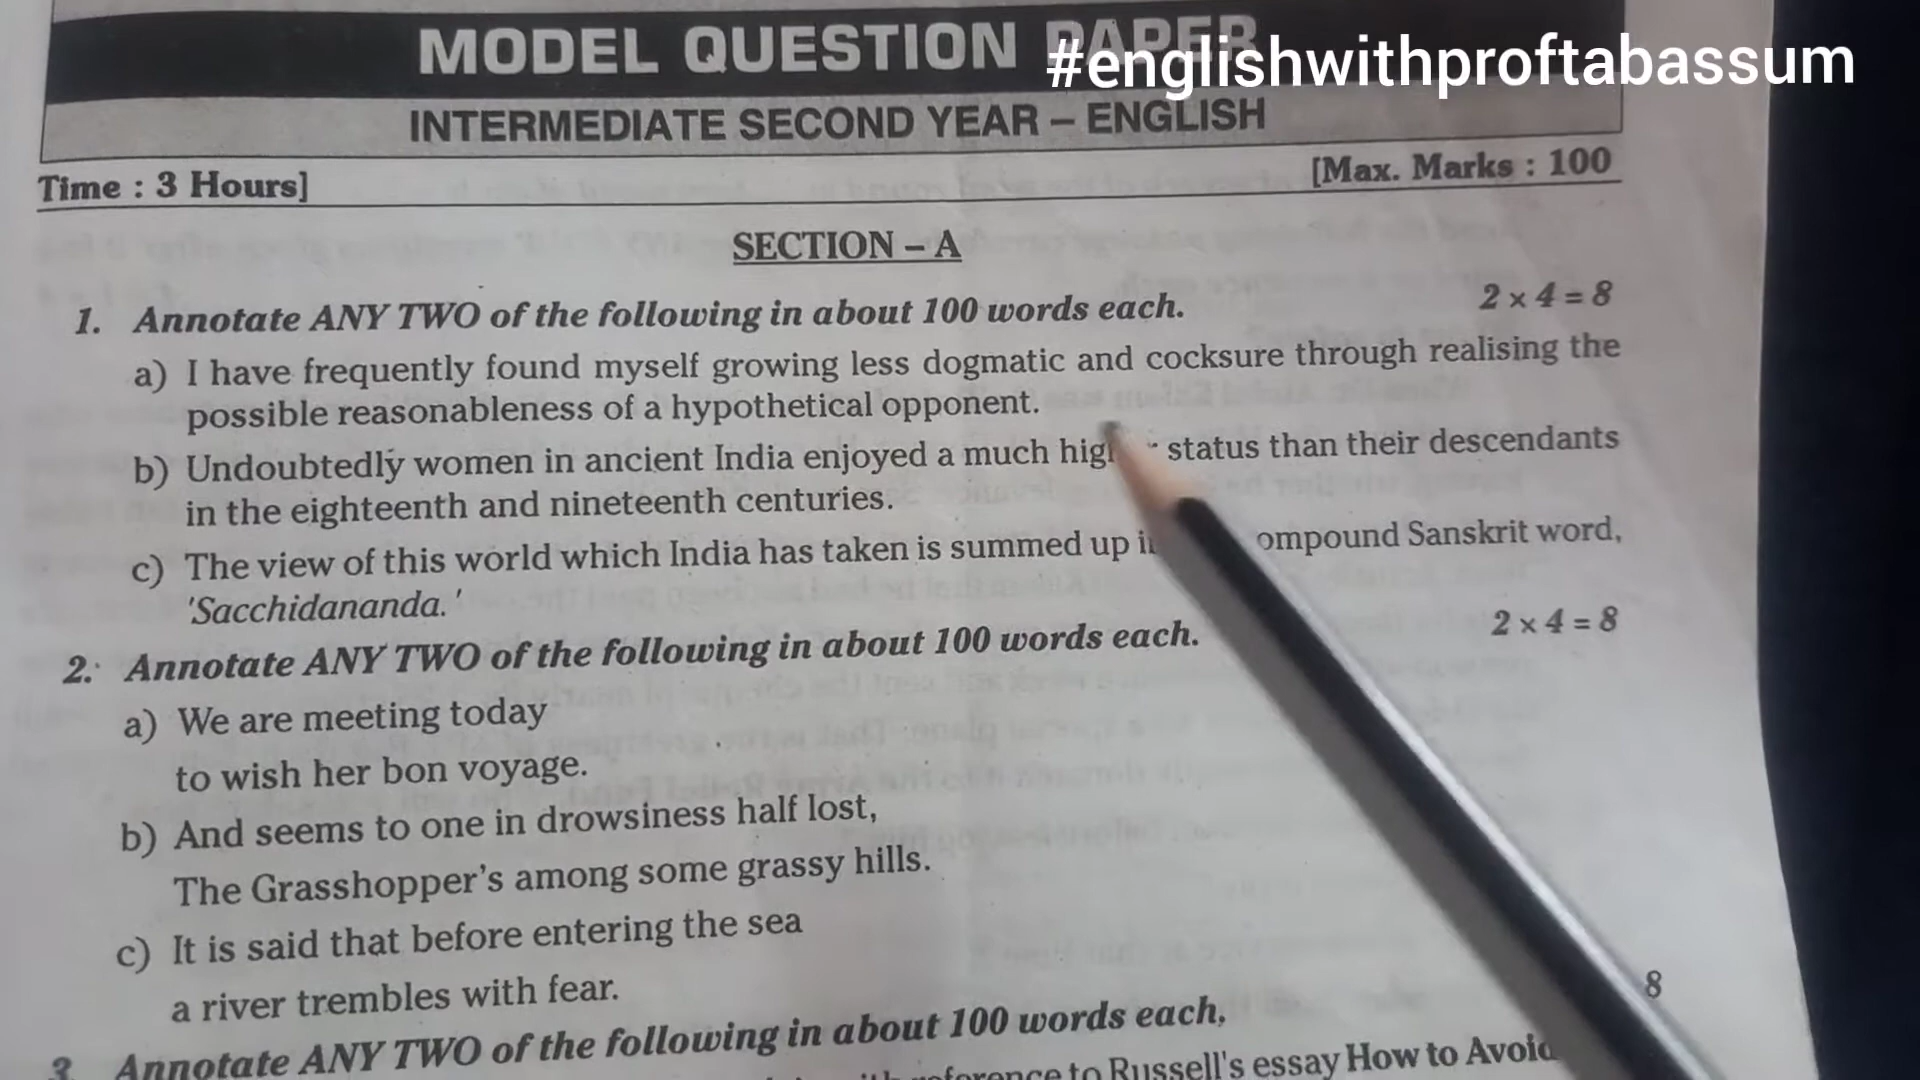 MODEL QUESTION PAPER
#englishwithproftabassum
INTERMEDIATE SECOND YEAR – ENGLISH
Time : 3 Hours] [Max. Marks : 100
SECTION – A
1. Annotate ANY TWO of the following in about 100 words each. 2 × 4 = 8
a) I have frequently found myself growing less dogmatic and cocksure through realising the
possible reasonableness of a hypothetical opponent.
b) Undoubtedly women in ancient India enjoyed a much status than their descendants
in the eighteenth and nineteenth centuries.
c) The view of this world which India has taken is summed up Sanskrit word,
'Sacchidananda.'
2. Annotate ANY TWO of the following in about 100 words each. 2 × 4 = 8
a) We are meeting today
to wish her bon voyage.
b) And seems to one in drowsiness half lost,
The Grasshopper's among some grassy hills.
c) It is said that before entering the sea
a river trembles with fear.
3 Annotate ANY TWO of the following in about 100 words each, 8
to Russell's essay How to Avoid